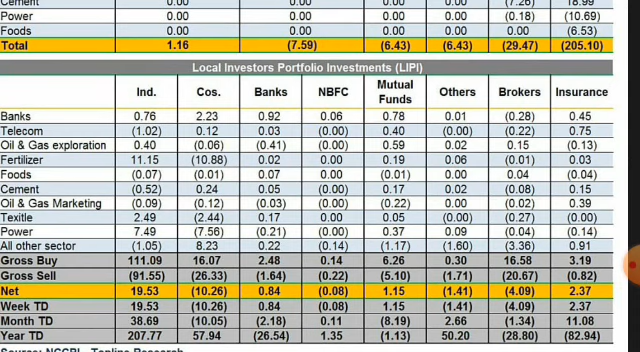 Cement 0.00 0.00 0.00 0.00 (7.26) 18.99
Power 0.00 0.00 0.00 0.00 (0.18) (10.69)
Foods 0.00 0.00 0.00 0.00 0.00 (6.53)
Total 1.16 (7.59) (6.43) (6.43) (29.47) (205.10)
Local Investors Portfolio Investments (LIPI)
Ind. Cos. Banks NBFC Mutual Funds Others Brokers Insurance
Banks 0.76 2.23 0.92 0.06 0.78 0.01 (0.28) 0.45
Telecom (1.02) 0.12 0.03 (0.00) 0.40 (0.00) (0.22) 0.75
Oil & Gas exploration 0.40 (0.06) (0.41) (0.00) 0.59 0.02 0.15 (0.13)
Fertilizer 11.15 (10.88) 0.02 0.00 0.19 0.06 (0.01) 0.03
Foods (0.07) (0.01) 0.07 0.00 (0.01) 0.00 0.04 (0.04)
Cement (0.52) 0.24 0.05 (0.00) 0.17 0.02 (0.08) 0.15
Oil & Gas Marketing (0.09) (0.12) (0.03) (0.00) (0.22) 0.00 (0.02) 0.39
Texitle 2.49 (2.44) 0.17 0.00 0.05 (0.00) (0.27) (0.00)
Power 7.49 (7.56) (0.21) (0.00) 0.37 0.09 (0.04) (0.14)
All other sector (1.05) 8.23 0.22 (0.14) (1.17) (1.60) (3.36) 0.91
Gross Buy 111.09 16.07 2.48 0.14 6.26 0.30 16.58 3.19
Gross Sell (91.55) (26.33) (1.64) (0.22) (5.10) (1.71) (20.67) (0.82)
Net 19.53 (10.26) 0.84 (0.08) 1.15 (1.41) (4.09) 2.37
Week TD 19.53 (10.26) 0.84 (0.08) 1.15 (1.41) (4.09) 2.37
Month TD 38.69 (10.05) (2.18) 0.11 (8.19) 2.66 (1.34) 11.08
Year TD 207.77 57.94 (26.54) 1.35 (1.13) 50.20 (28.80) (82.94)
Source: NCCPL, Topline Research